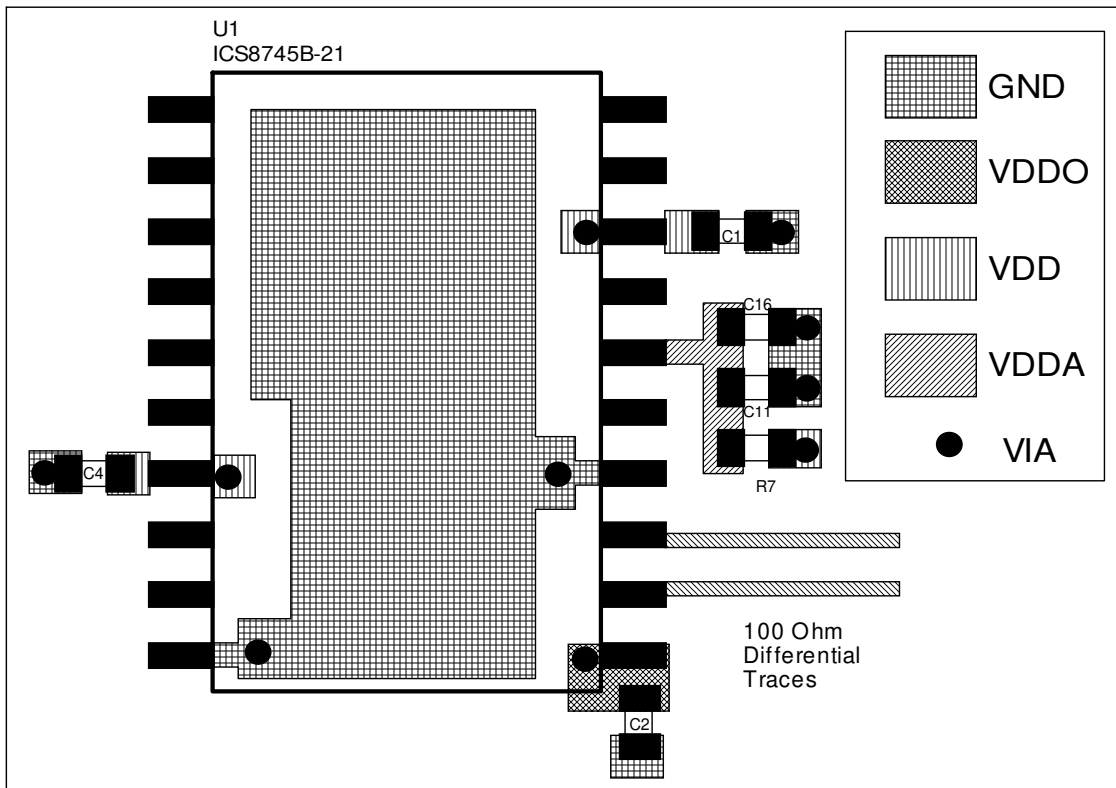 U1
ICS8745B-21
GND
VDDO
VDD
VDDA
VIA
C1
C16
C11
R7
C4
100 Ohm
Differential
Traces
C2